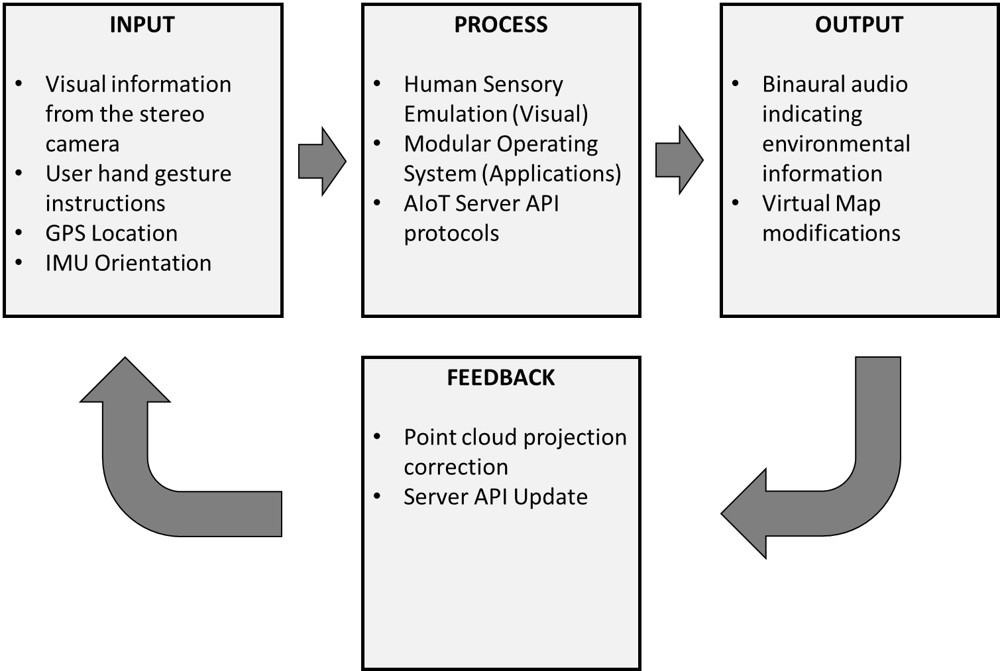 INPUT
• Visual information
from the stereo
camera
• User hand gesture
instructions
• GPS Location
• IMU Orientation
PROCESS
• Human Sensory
Emulation (Visual)
• Modular Operating
System (Applications)
• AIoT Server API
protocols
OUTPUT
• Binaural audio
indicating
environmental
information
• Virtual Map
modifications
FEEDBACK
• Point cloud projection
correction
• Server API Update